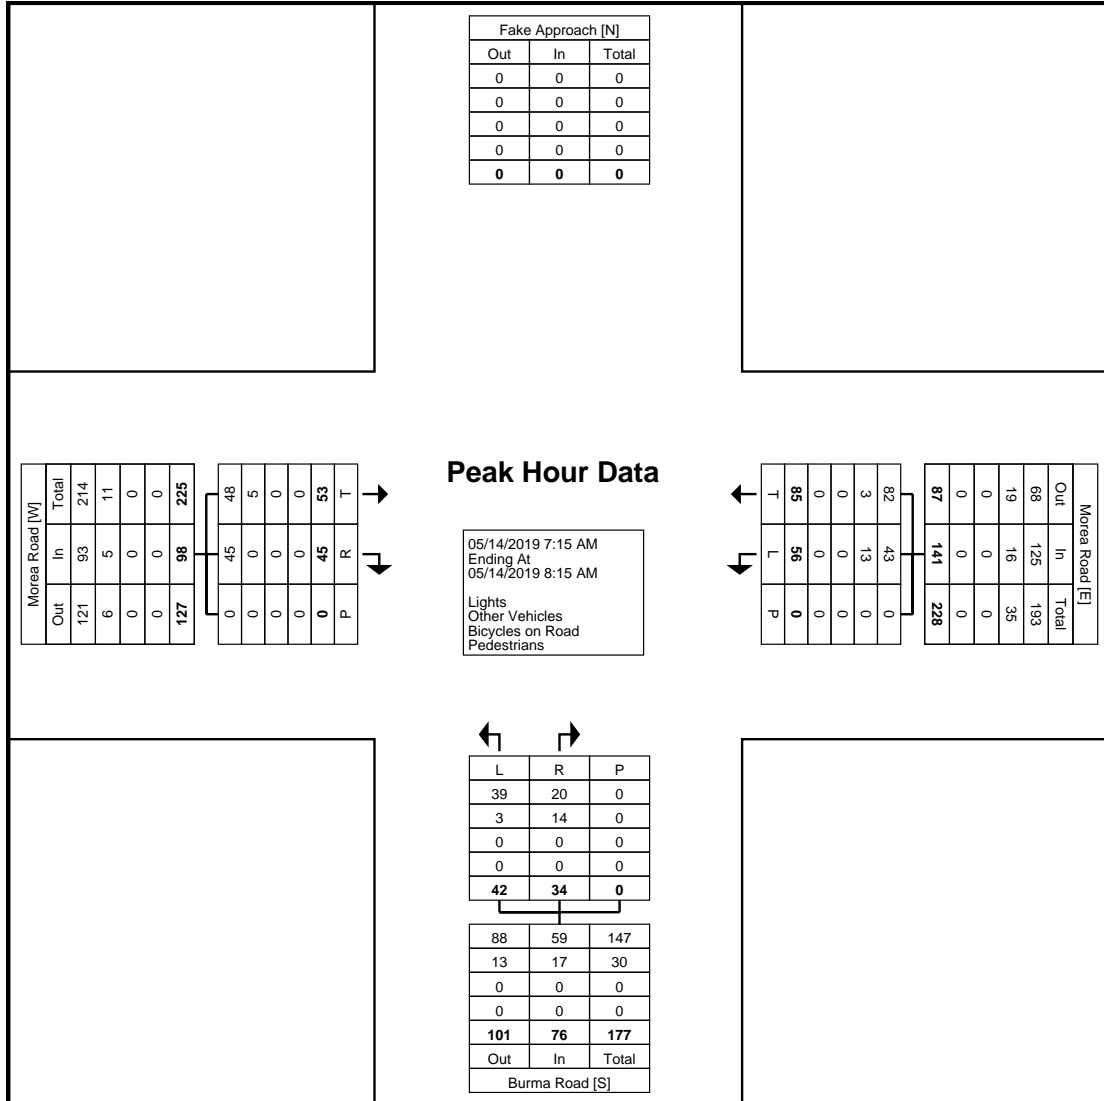 Fake Approach [N]
Out In Total
0 0 0
0 0 0
0 0 0
0 0 0
0 0 0
Peak Hour Data
05/14/2019 7:15 AM
Ending At
05/14/2019 8:15 AM
Lights
Other Vehicles
Bicycles on Road
Pedestrians
Morea Road [W]
Out In Total
121 93 214
6 5 11
0 0 0
0 0 0
127 98 225
0 45 48
0 0 5
0 0 0
0 0 0
0 45 53
P R T
Morea Road [E]
Out In Total
68 125 193
19 16 35
0 0 0
0 0 0
87 141 228
82 43 0
3 13 0
0 0 0
0 0 0
85 56 0
T L P
L R P
39 20 0
3 14 0
0 0 0
0 0 0
42 34 0
88 59 147
13 17 30
0 0 0
0 0 0
101 76 177
Out In Total
Burma Road [S]